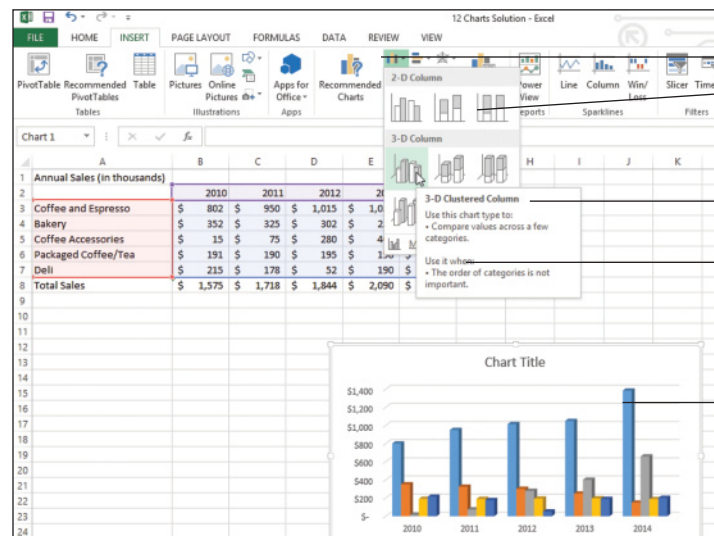 12 Charts Solution - Excel
FILE HOME INSERT PAGE LAYOUT FORMULAS DATA REVIEW VIEW
PivotTable Recommended PivotTables Table
Pictures Online Pictures
Apps for Office
Recommended Charts
Power View
Line Column Win/Loss
Slicer
Tables Illustrations Apps Sparklines Filters
2-D Column
3-D Column
3-D Clustered Column
Use this chart type to:
• Compare values across a few
categories.
Use it when:
• The order of categories is not
important.
Chart 1 fx
A B C D E H I J K
1 Annual Sales (in thousands)
2 2010 2011 2012
3 Coffee and Espresso $ 802 $ 950 $ 1,015 $
4 Bakery $ 352 $ 325 $ 302 $
5 Coffee Accessories $ 15 $ 75 $ 280 $
6 Packaged Coffee/Tea $ 191 $ 190 $ 195 $
7 Deli $ 215 $ 178 $ 52 $ 190 $
8 Total Sales $ 1,575 $ 1,718 $ 1,844 $ 2,090 $
9
10
11
12
13
14
15
16
17
18
19
20
21
22
23
24
Chart Title
$1,400
$1,200
$1,000
$800
$600
$400
$200
$-
2010 2011 2012 2013 2014